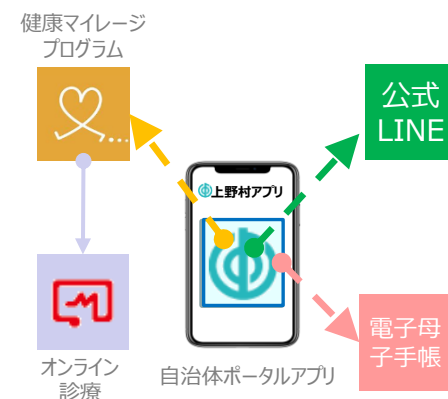 健康マイレージ
プログラム
公式
LINE
上野村アプリ
電子母
子手帳
オンライン
診療
自治体ポータルアプリ